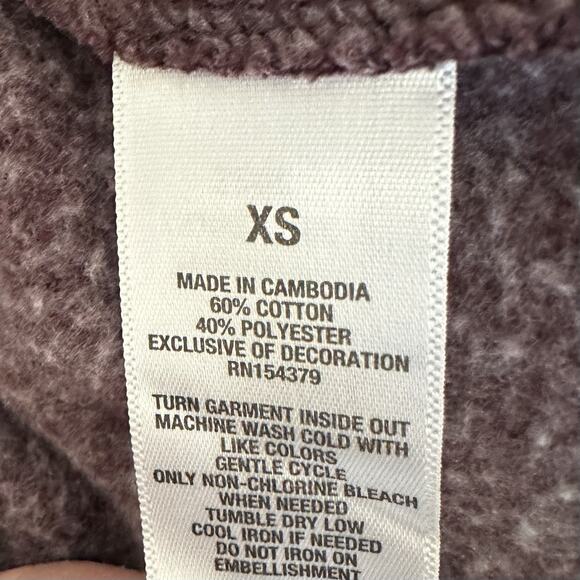 XS
MADE IN CAMBODIA
60% COTTON
40% POLYESTER
EXCLUSIVE OF DECORATION
RN154379
TURN GARMENT INSIDE OUT
MACHINE WASH COLD WITH
LIKE COLORS
GENTLE CYCLE
ONLY NON-CHLORINE BLEACH
WHEN NEEDED
TUMBLE DRY LOW
COOL IRON IF NEEDED
DO NOT IRON ON
EMBELLISHMENT